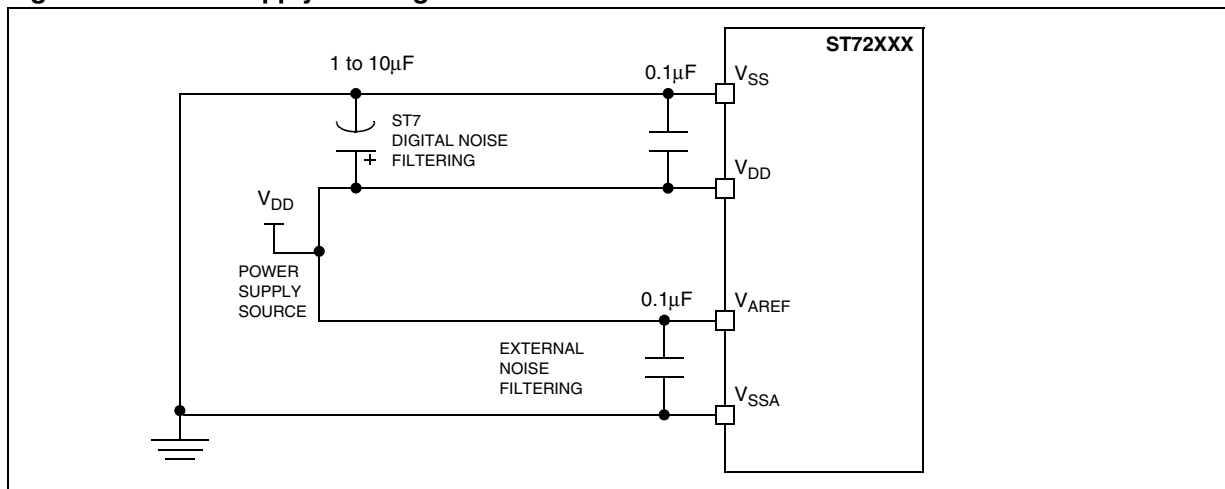 ST72XXX
1 to 10µF
0.1µF
V_SS
ST7
DIGITAL NOISE
FILTERING
+
V_DD
V_DD
POWER
SUPPLY
SOURCE
0.1µF
V_AREF
EXTERNAL
NOISE
FILTERING
V_SSA